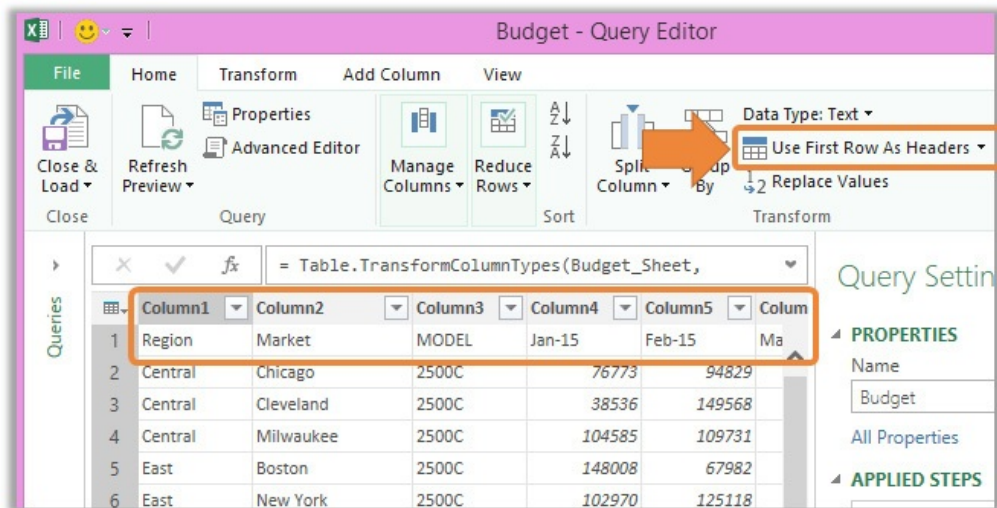 Budget - Query Editor
File Home Transform Add Column View
Close & Load
Refresh Preview
Properties
Advanced Editor
Manage Columns
Reduce Rows
Split Column
By
Data Type: Text
Use First Row As Headers
Replace Values
Close Query Sort Transform
fx = Table.TransformColumnTypes(Budget_Sheet,
Queries
Column1 Column2 Column3 Column4 Column5 Colum
1 Region Market MODEL Jan-15 Feb-15 Ma
2 Central Chicago 2500C 76773 94829
3 Central Cleveland 2500C 38536 149568
4 Central Milwaukee 2500C 104585 109731
5 East Boston 2500C 148008 67982
6 East New York 2500C 102970 125118
Query Settin
PROPERTIES
Name
Budget
All Properties
APPLIED STEPS